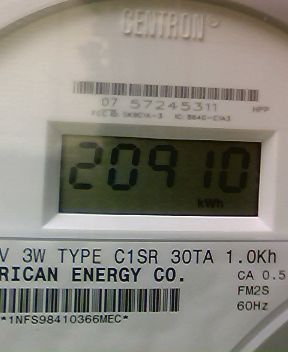 CENTRON
07 57245311 HPP
20910
kWh
V 3W TYPE C1SR 30TA 1.0Kh
RICAN ENERGY CO. CA 0.5
FM2S
60Hz
*1NFS98410366MEC*